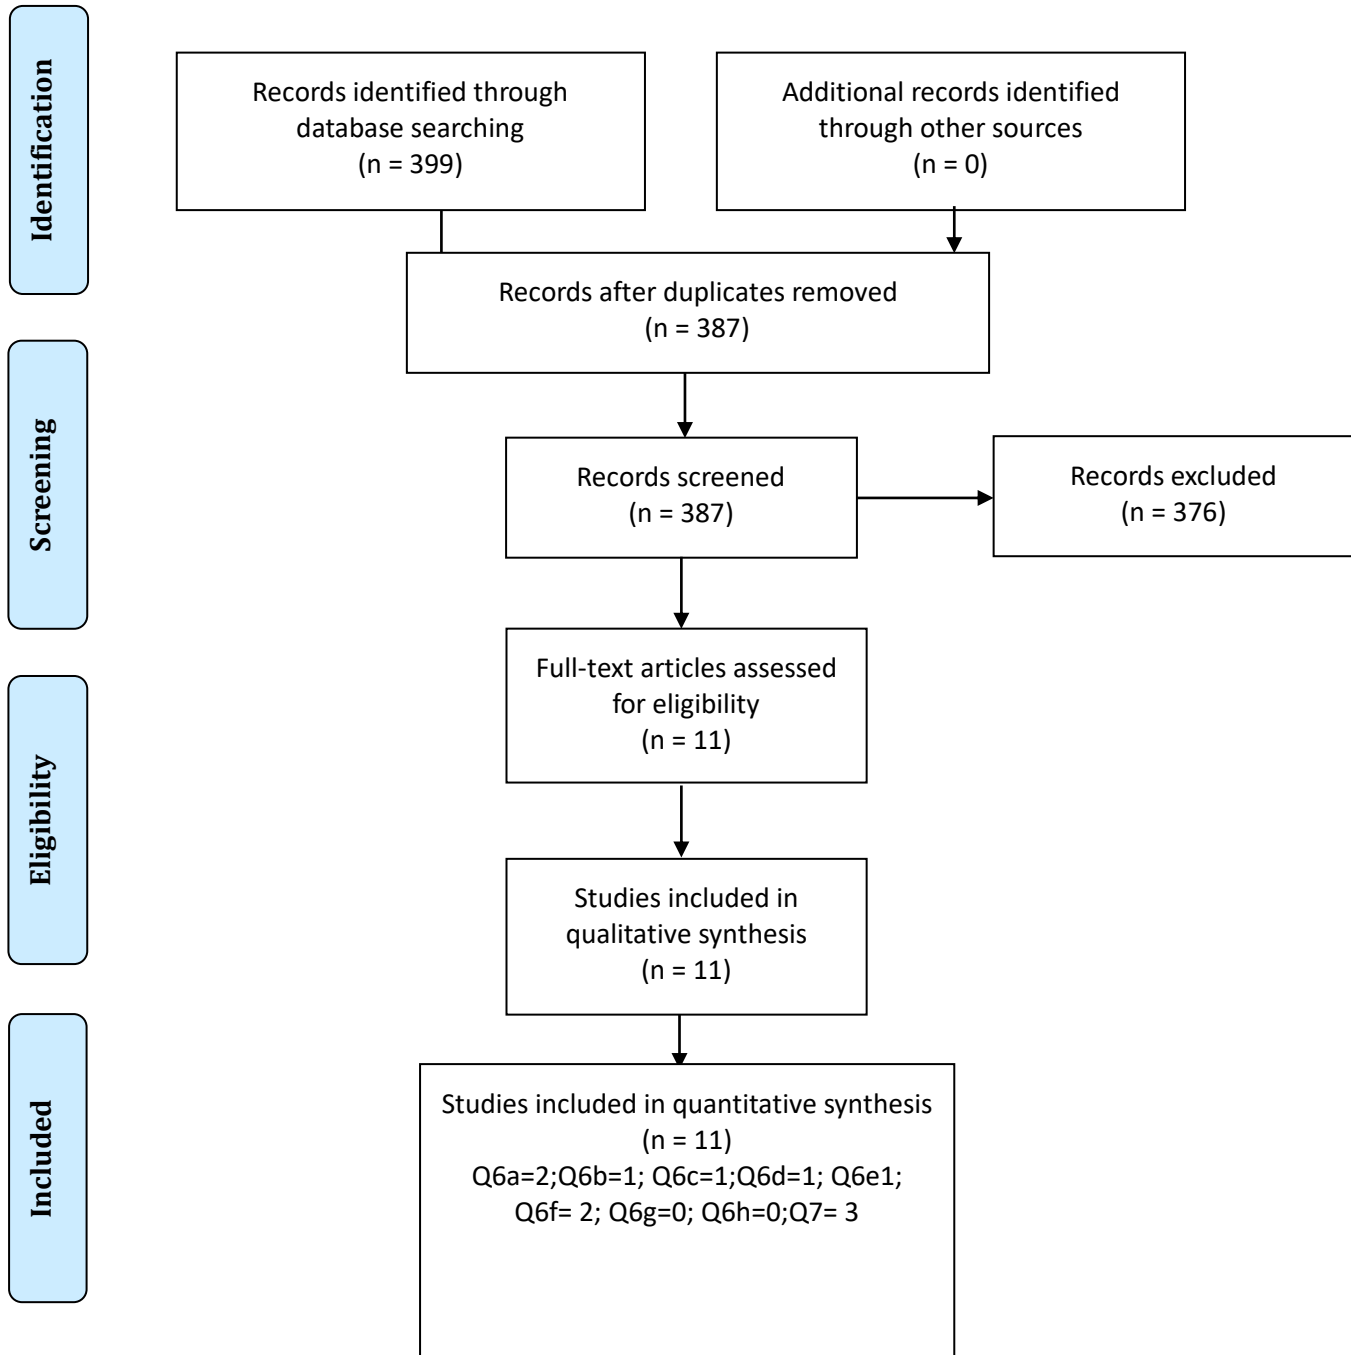 Identification
Records identified through
database searching
(n = 399)
Additional records identified
through other sources
(n = 0)
Records after duplicates removed
(n = 387)
Screening
Records screened
(n = 387)
Records excluded
(n = 376)
Full-text articles assessed
for eligibility
(n = 11)
Eligibility
Studies included in
qualitative synthesis
(n = 11)
Included
Studies included in quantitative synthesis
(n = 11)
Q6a=2;Q6b=1; Q6c=1;Q6d=1; Q6e1;
Q6f= 2; Q6g=0; Q6h=0;Q7= 3